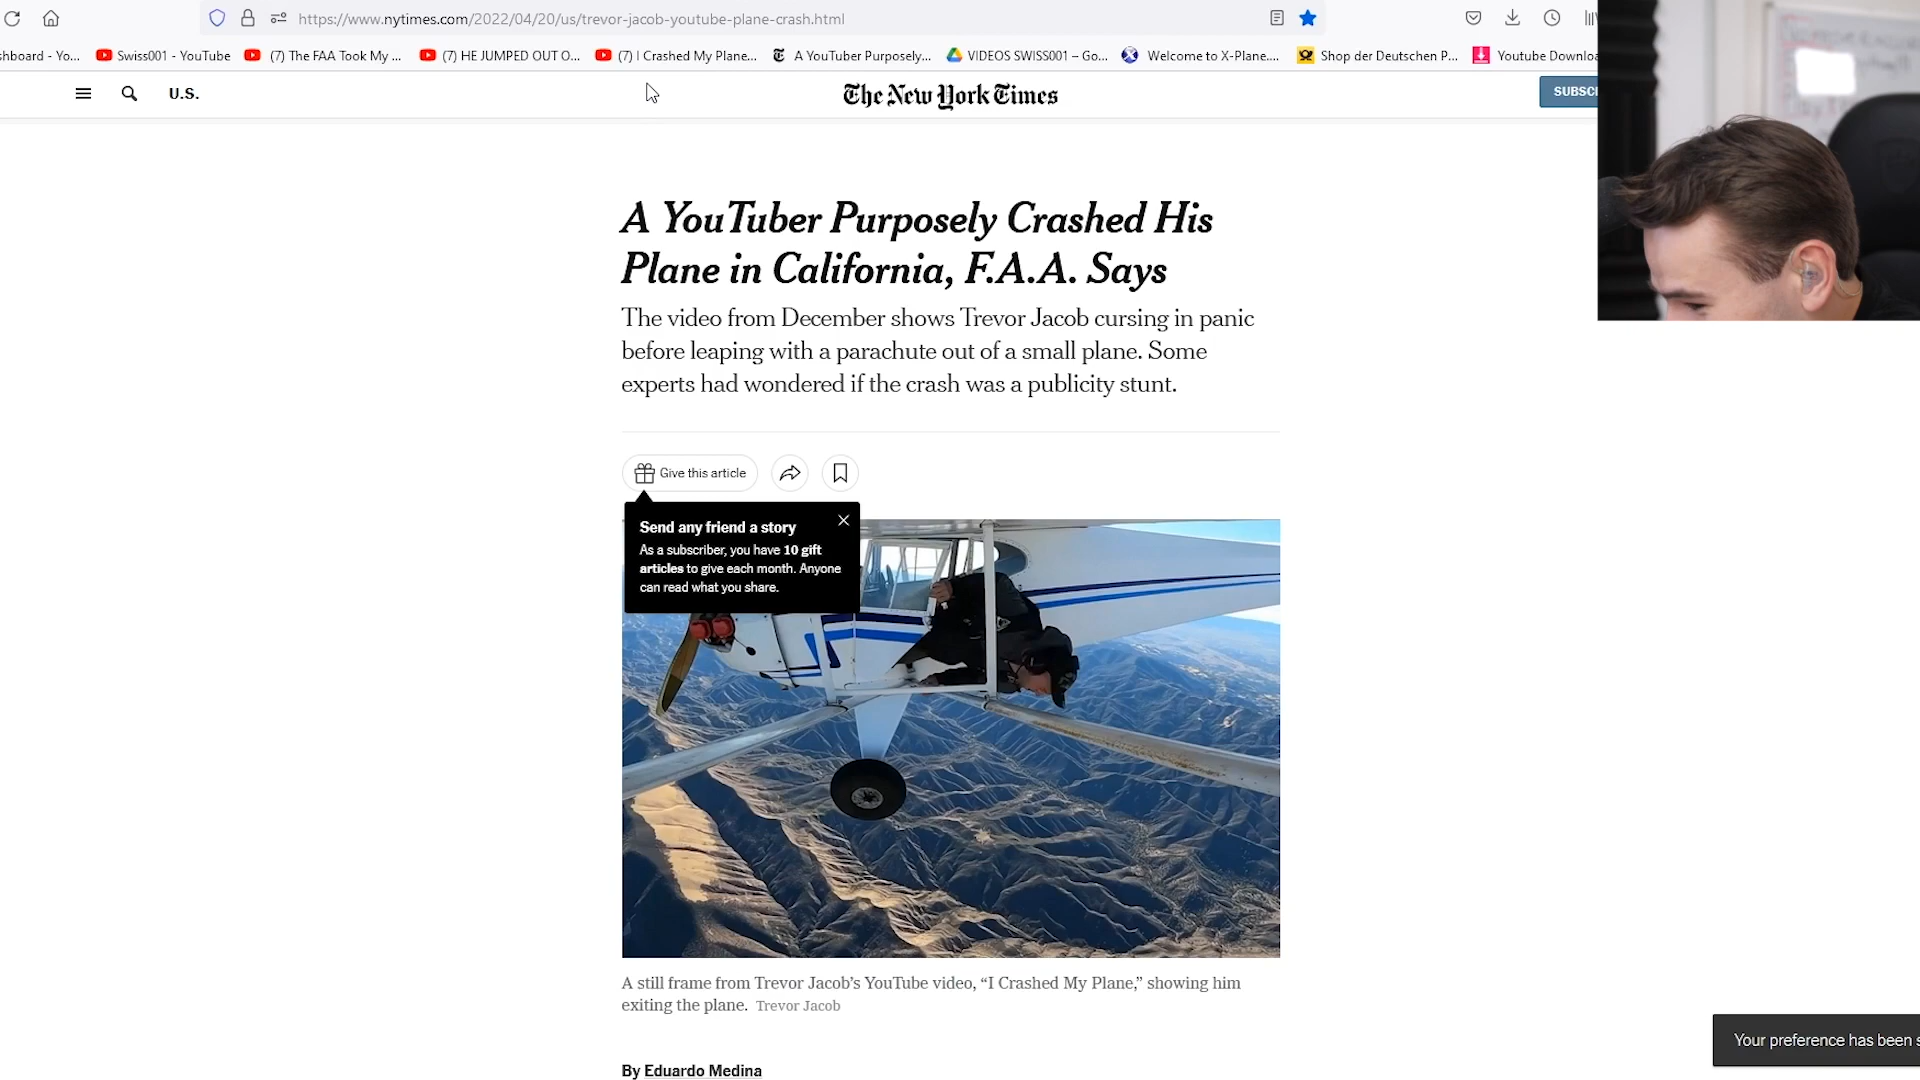 https://www.nytimes.com/2022/04/20/us/trevor-jacob-youtube-plane-crash.html
shboard - Yo... Swiss001 - YouTube (7) The FAA Took My ... (7) HE JUMPED OUT O... (7) I Crashed My Plane... A YouTuber Purposely... VIDEOS SWISS001 – Go... Welcome to X-Plane.... Shop der Deutschen P... Youtube Downloa
U.S. The New York Times SUBSCI
A YouTuber Purposely Crashed His
Plane in California, F.A.A. Says
The video from December shows Trevor Jacob cursing in panic
before leaping with a parachute out of a small plane. Some
experts had wondered if the crash was a publicity stunt.
Give this article
Send any friend a story
As a subscriber, you have 10 gift
articles to give each month. Anyone
can read what you share.
A still frame from Trevor Jacob’s YouTube video, “I Crashed My Plane,” showing him
exiting the plane. Trevor Jacob
By Eduardo Medina
Your preference has been s